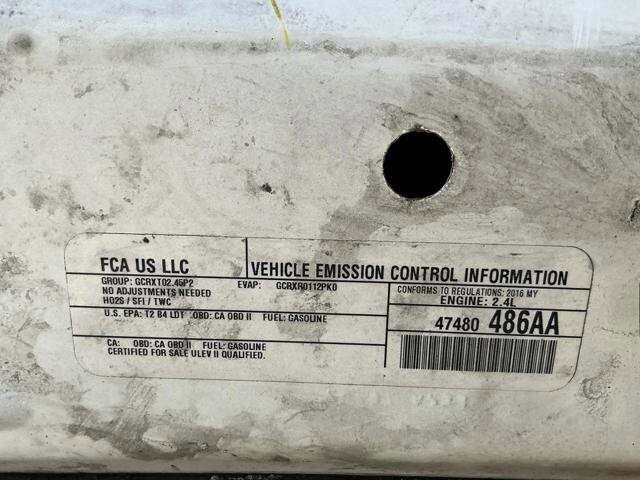 FCA US LLC
VEHICLE EMISSION CONTROL INFORMATION
GROUP: GCRXT02.45P2 EVAP: GCRXR0112PK0
NO ADJUSTMENTS NEEDED
HO2S / SFI / TWC
CONFORMS TO REGULATIONS: 2016 MY
ENGINE: 2.4L
U.S. EPA: T2 B4 LDT OBD: CA OBD II FUEL: GASOLINE
47480 486AA
CA: OBD: CA OBD II FUEL: GASOLINE
CERTIFIED FOR SALE ULEV II QUALIFIED.